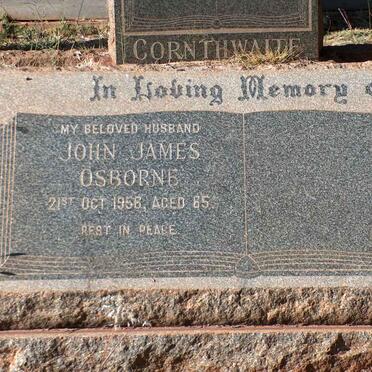 CORNTHWAITE
In Loving Memory o
MY BELOVED HUSBAND
JOHN JAMES
OSBORNE
21ST OCT 1958, AGED 65.
REST IN PEACE.